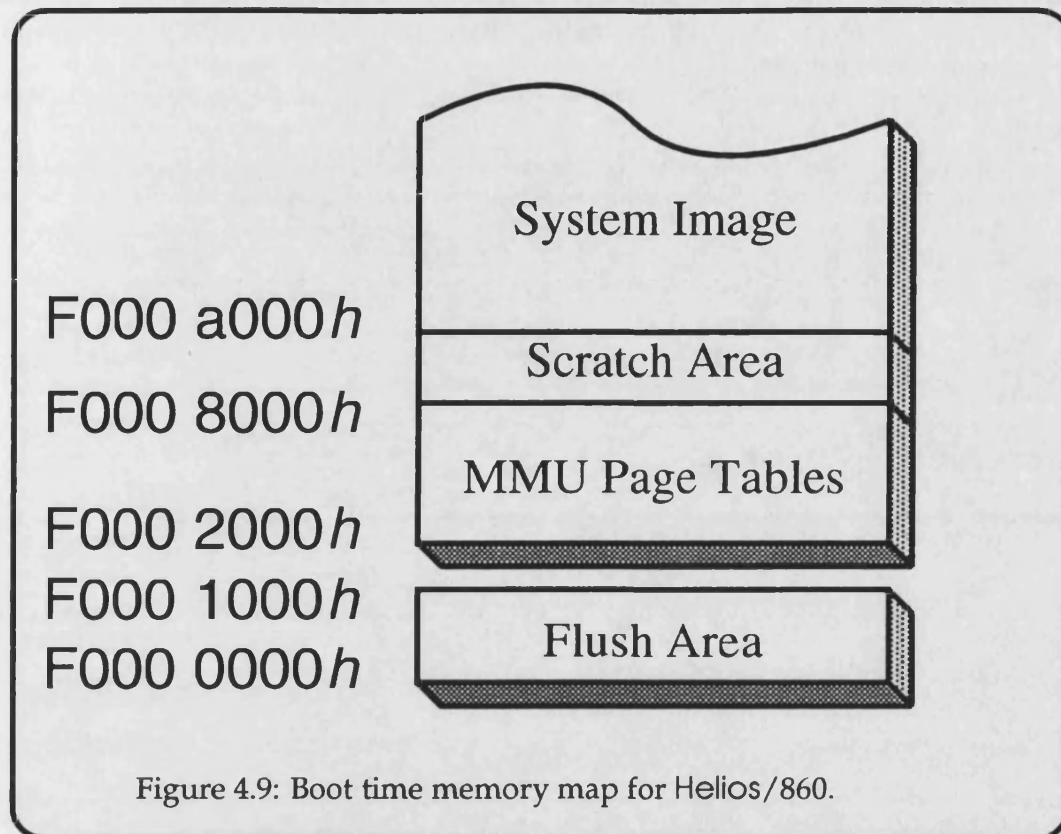 System Image
F000 a000h
Scratch Area
F000 8000h
MMU Page Tables
F000 2000h
F000 1000h
Flush Area
F000 0000h
Figure 4.9: Boot time memory map for Helios/860.